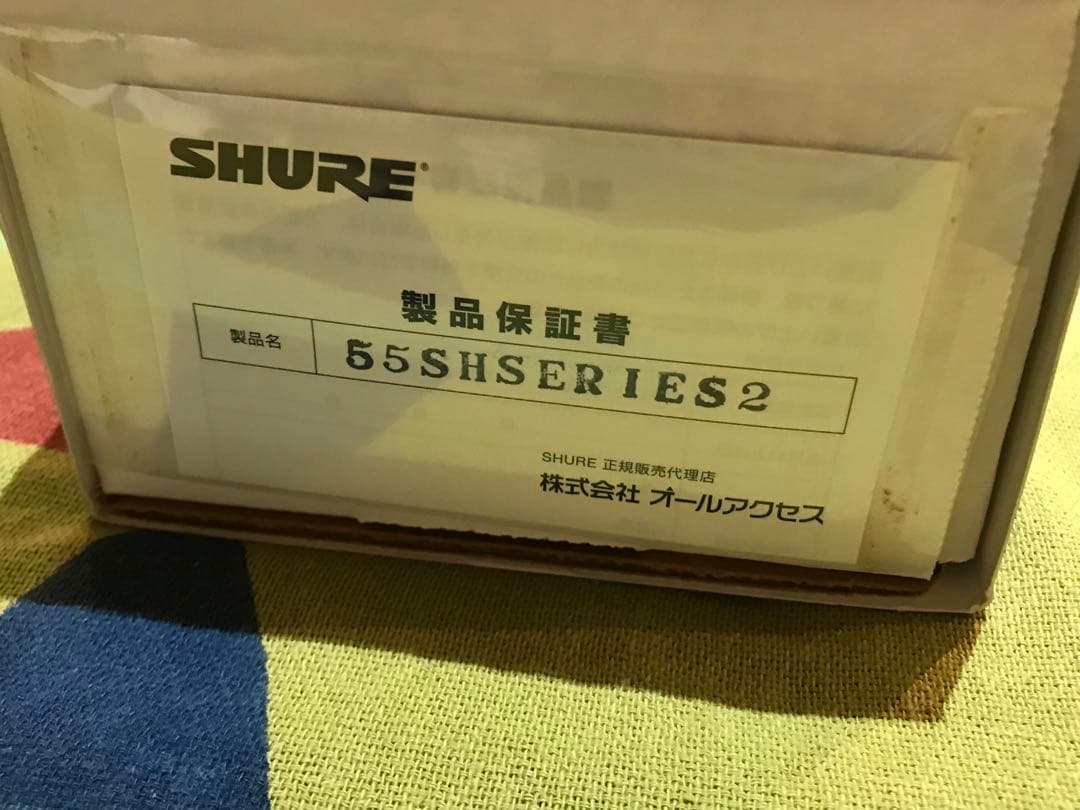 SHURE®
製品保証書
製品名 55SHSERIES2
SHURE 正規販売代理店
株式会社 オールアクセス